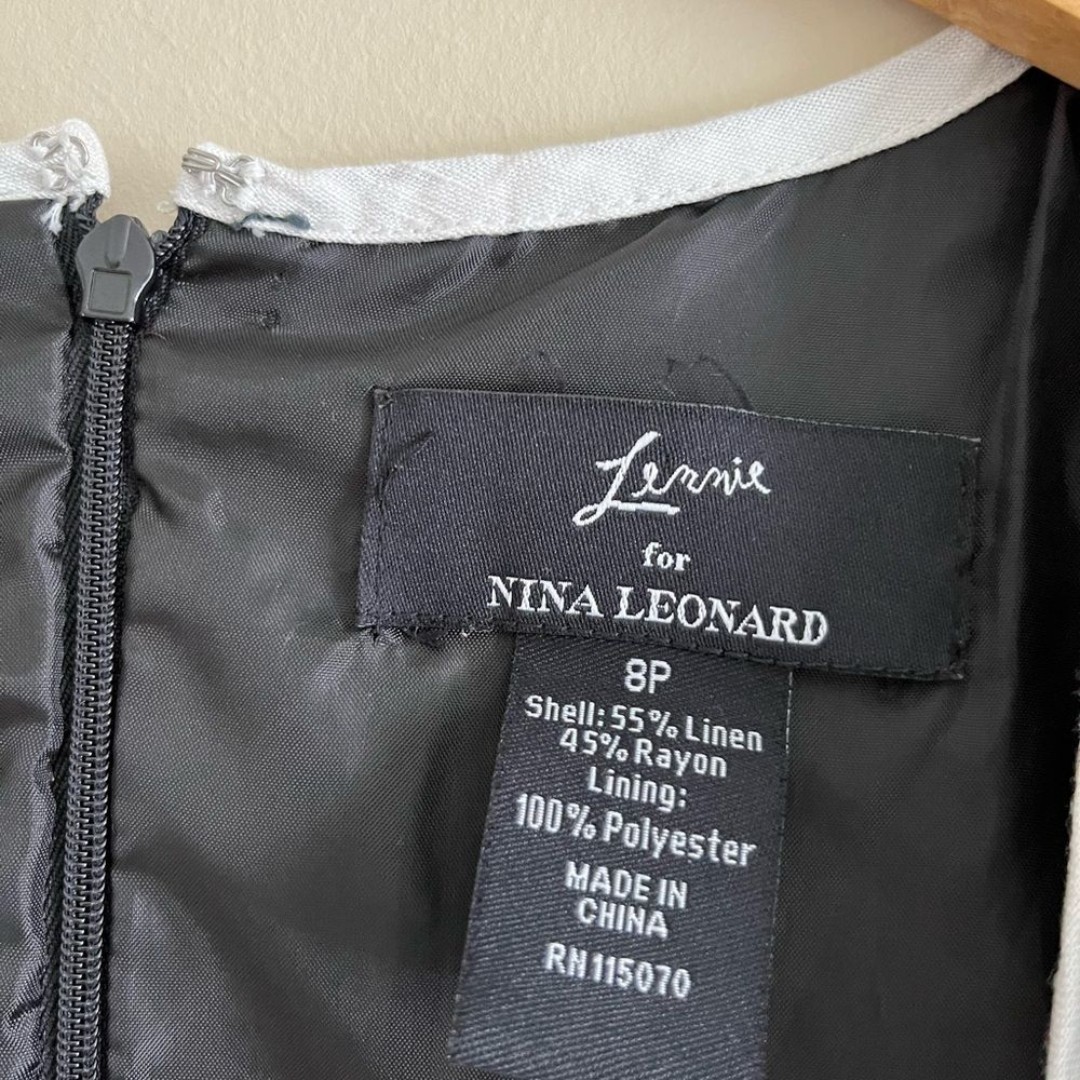 Lennie
for
NINA LEONARD
8P
Shell: 55% Linen
45% Rayon
Lining:
100% Polyester
MADE IN
CHINA
RN115070